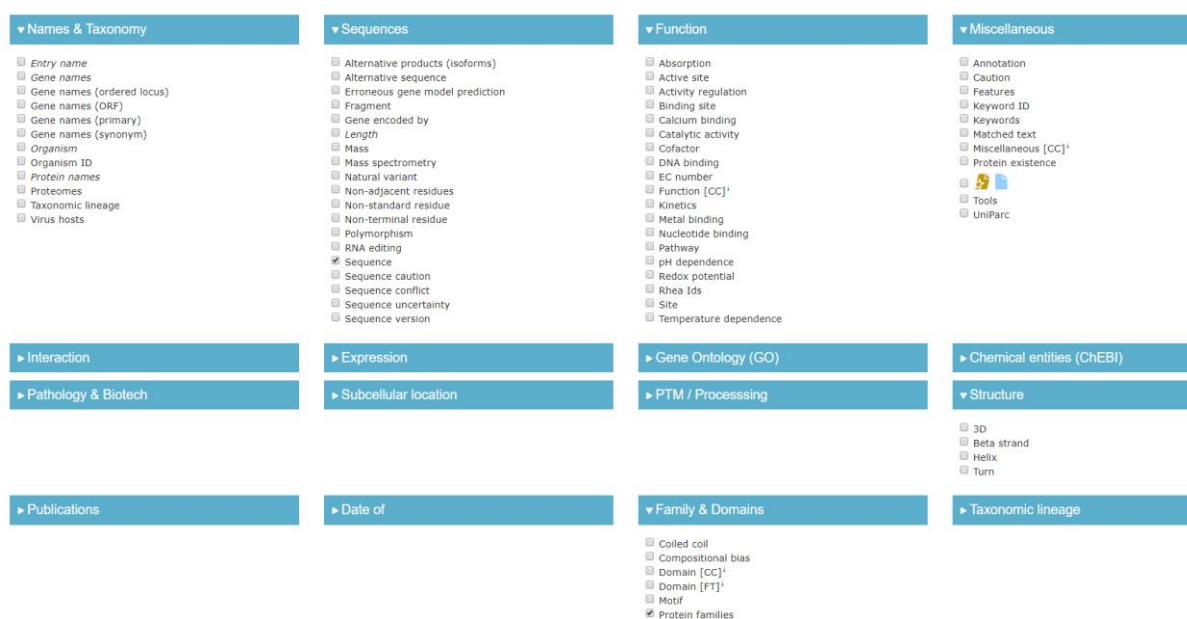 ▾ Names & Taxonomy
Entry name
Gene names
Gene names (ordered locus)
Gene names (ORF)
Gene names (primary)
Gene names (synonym)
Organism
Organism ID
Protein names
Proteomes
Taxonomic lineage
Virus hosts
▾ Sequences
Alternative products (isoforms)
Alternative sequence
Erroneous gene model prediction
Fragment
Gene encoded by
Length
Mass
Mass spectrometry
Natural variant
Non-adjacent residues
Non-standard residue
Non-terminal residue
Polymorphism
RNA editing
Sequence
Sequence caution
Sequence conflict
Sequence uncertainty
Sequence version
▾ Function
Absorption
Active site
Activity regulation
Binding site
Calcium binding
Catalytic activity
Cofactor
DNA binding
EC number
Function [CC]i
Kinetics
Metal binding
Nucleotide binding
Pathway
pH dependence
Redox potential
Rhea Ids
Site
Temperature dependence
▾ Miscellaneous
Annotation
Caution
Features
Keyword ID
Keywords
Matched text
Miscellaneous [CC]i
Protein existence
Tools
UniParc
▸ Interaction
▸ Expression
▸ Gene Ontology (GO)
▸ Chemical entities (ChEBI)
▸ Pathology & Biotech
▸ Subcellular location
▸ PTM / Processsing
▾ Structure
3D
Beta strand
Helix
Turn
▸ Publications
▸ Date of
▾ Family & Domains
Coiled coil
Compositional bias
Domain [CC]i
Domain [FT]i
Motif
Protein families
▸ Taxonomic lineage